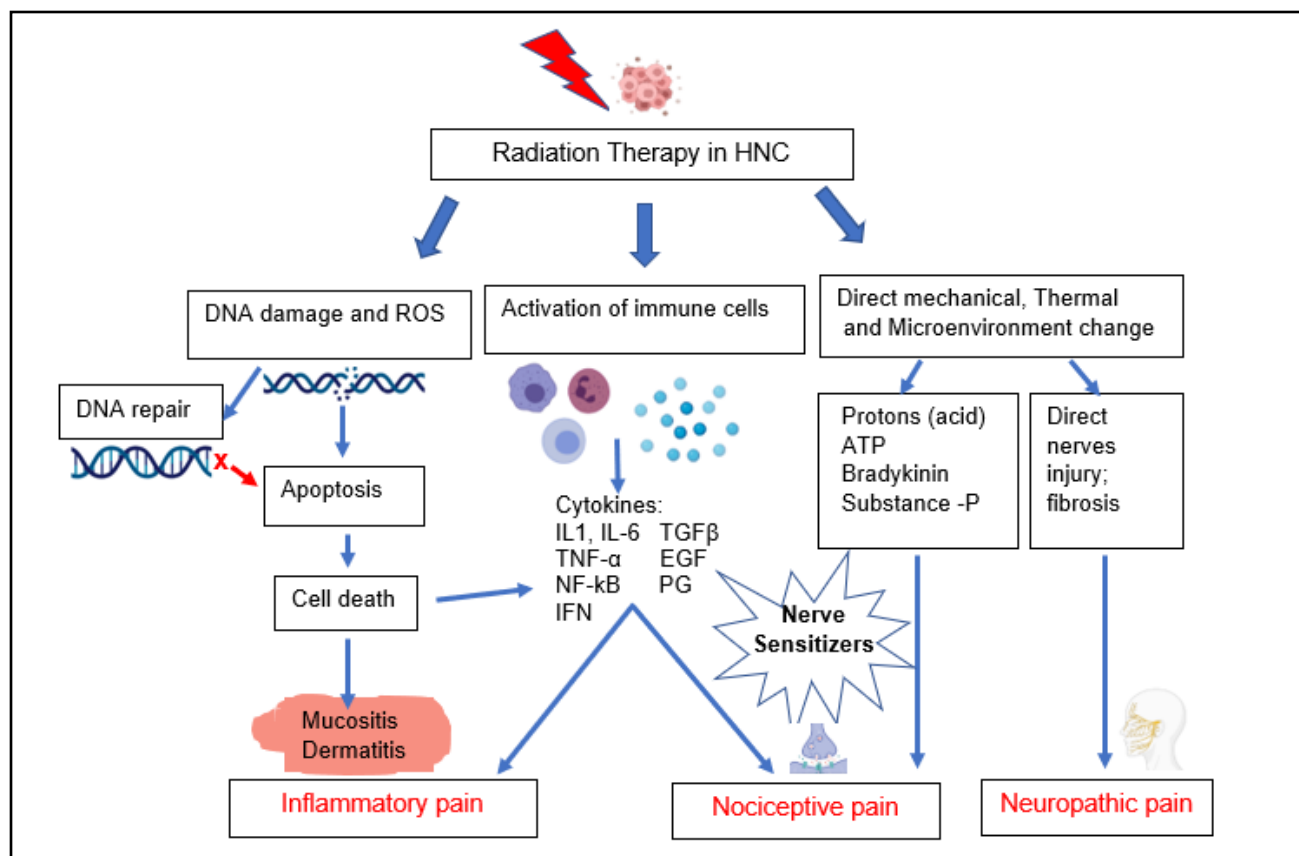 Radiation Therapy in HNC
DNA damage and ROS
Activation of immune cells
Direct mechanical, Thermal
and Microenvironment change
DNA repair
X
Apoptosis
Cell death
Mucositis
Dermatitis
Cytokines:
IL1, IL-6 TGFβ
TNF-α EGF
NF-kB PG
IFN
Protons (acid)
ATP
Bradykinin
Substance -P
Direct
nerves
injury;
fibrosis
Nerve
Sensitizers
Inflammatory pain
Nociceptive pain
Neuropathic pain